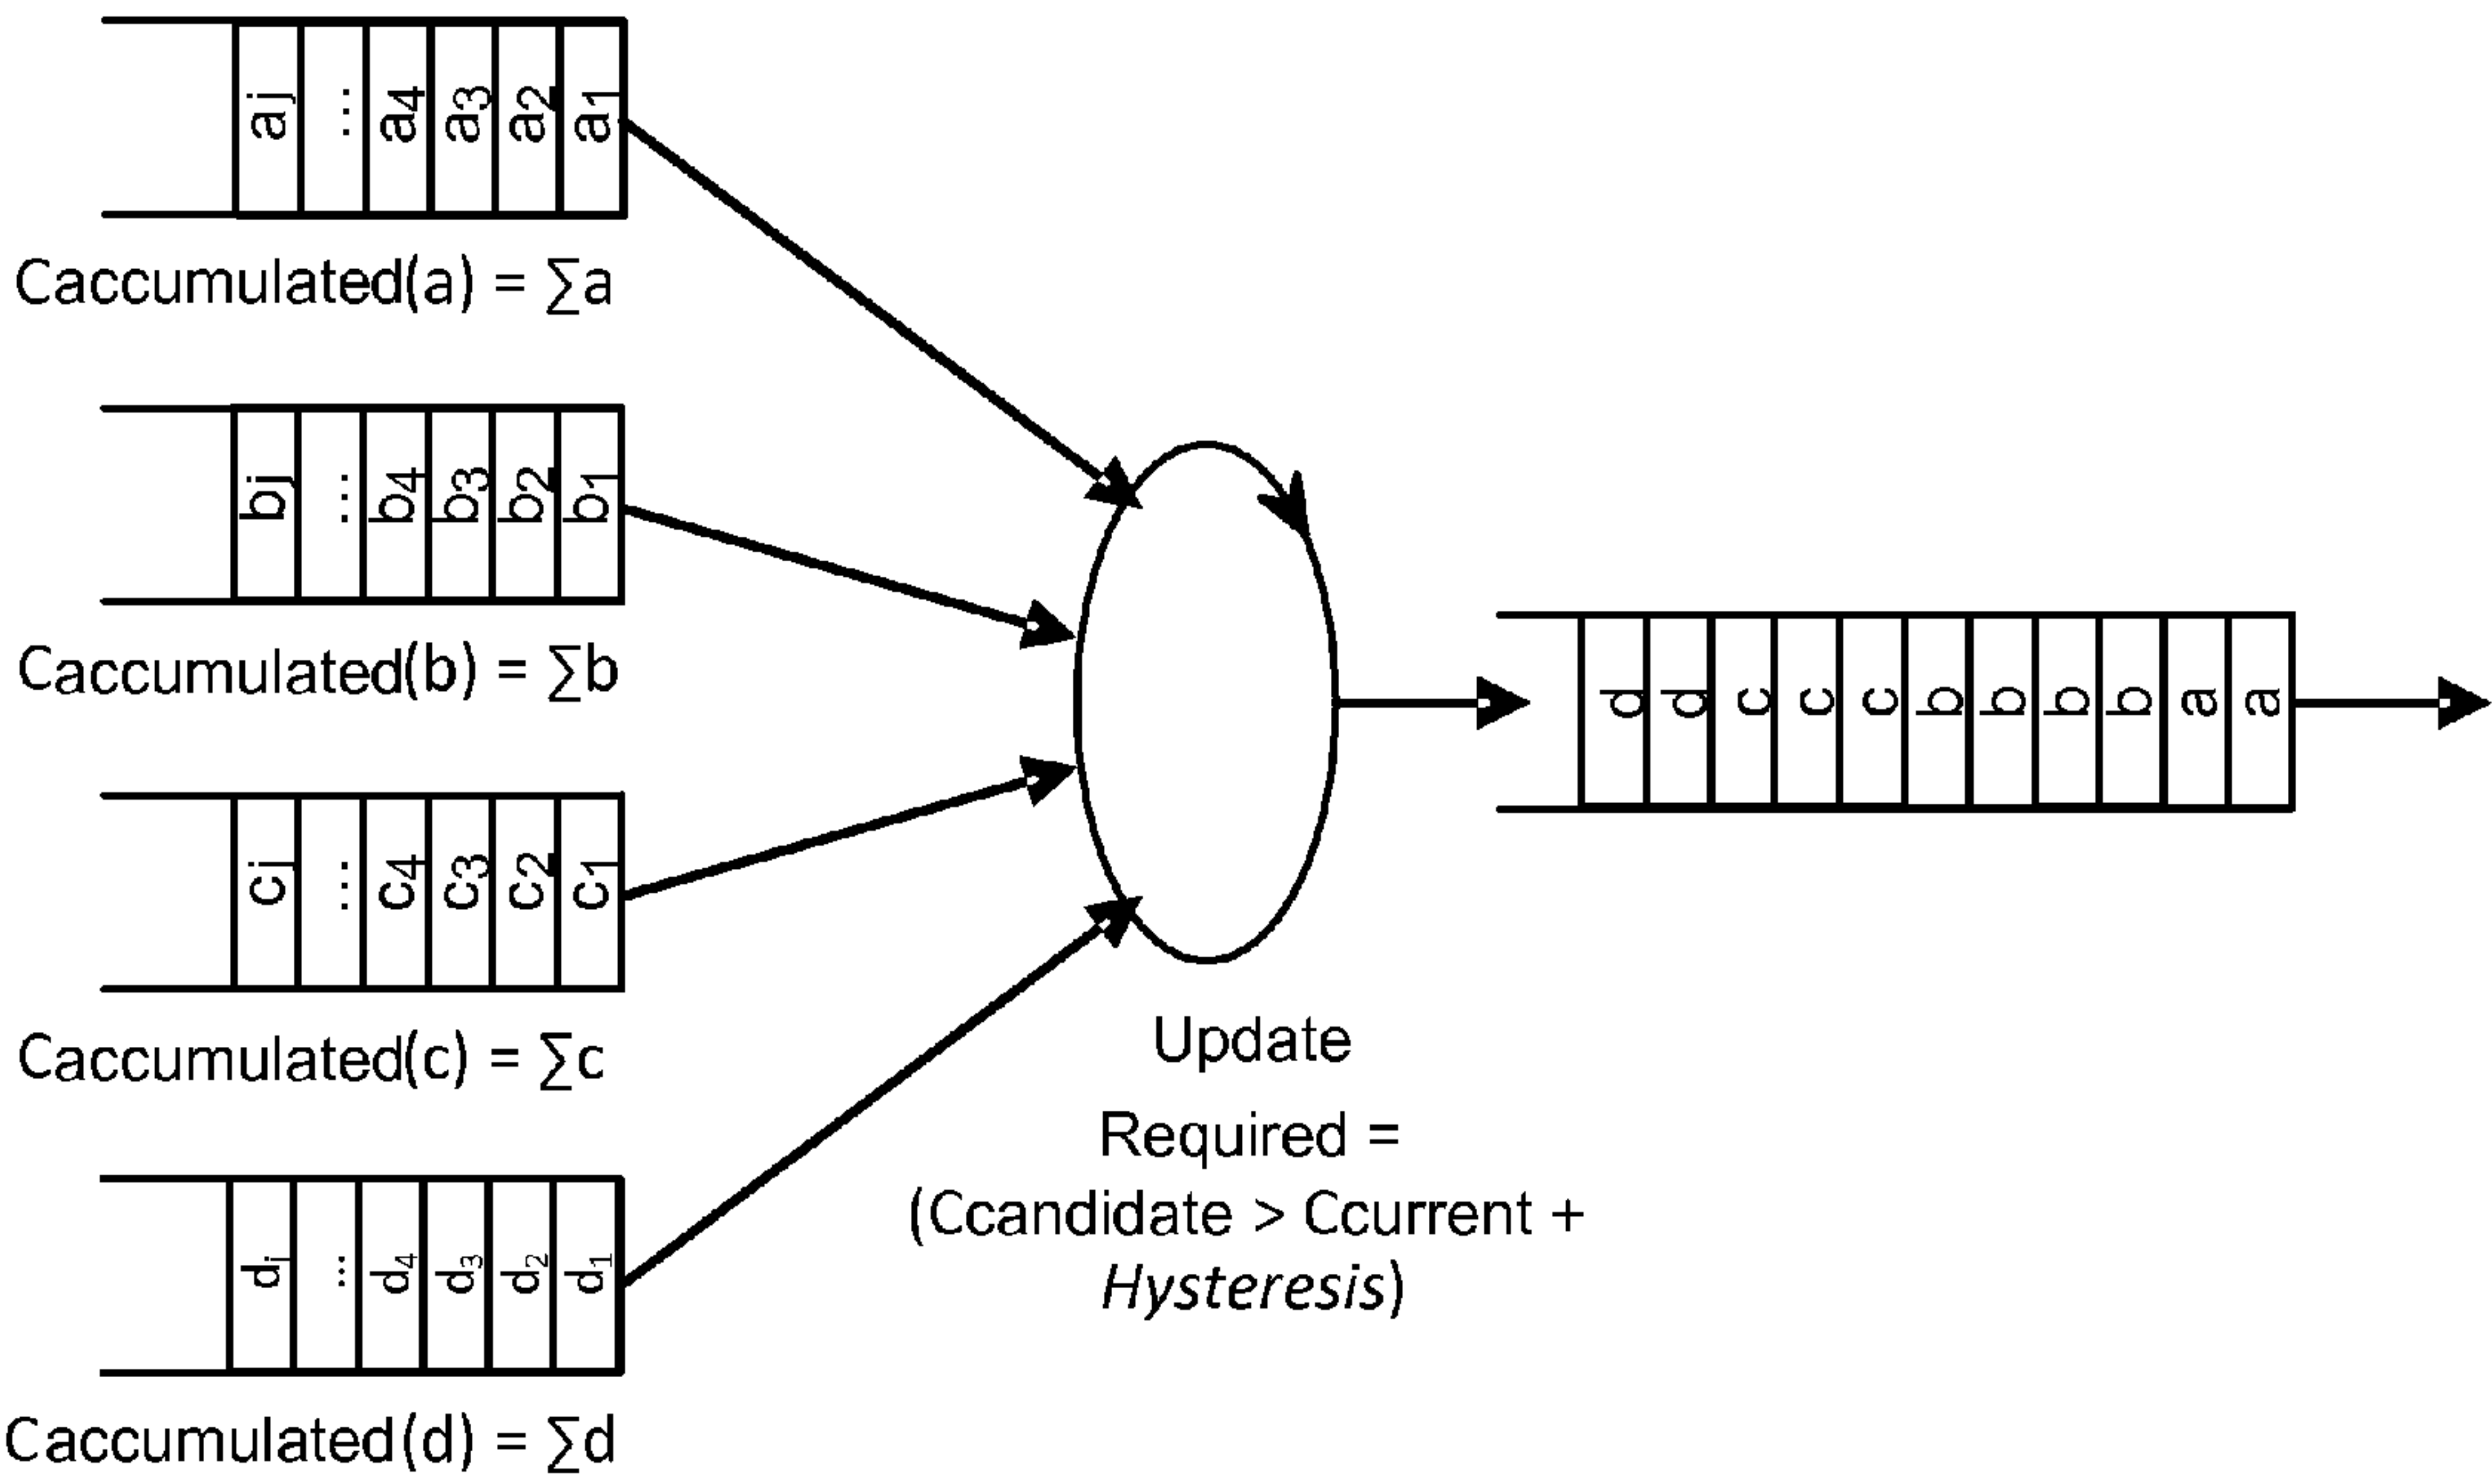 aj ... a4 a3 a2 a1
Caccumulated(a) = ∑a
bj ... b4 b3 b2 b1
Caccumulated(b) = ∑b
d d c c c b b b b a a
cj ... c4 c3 c2 c1
Caccumulated(c) = ∑c
dj ... d4 d3 d2 d1
Caccumulated(d) = ∑d
Update
Required =
(Ccandidate > Ccurrent +
Hysteresis)